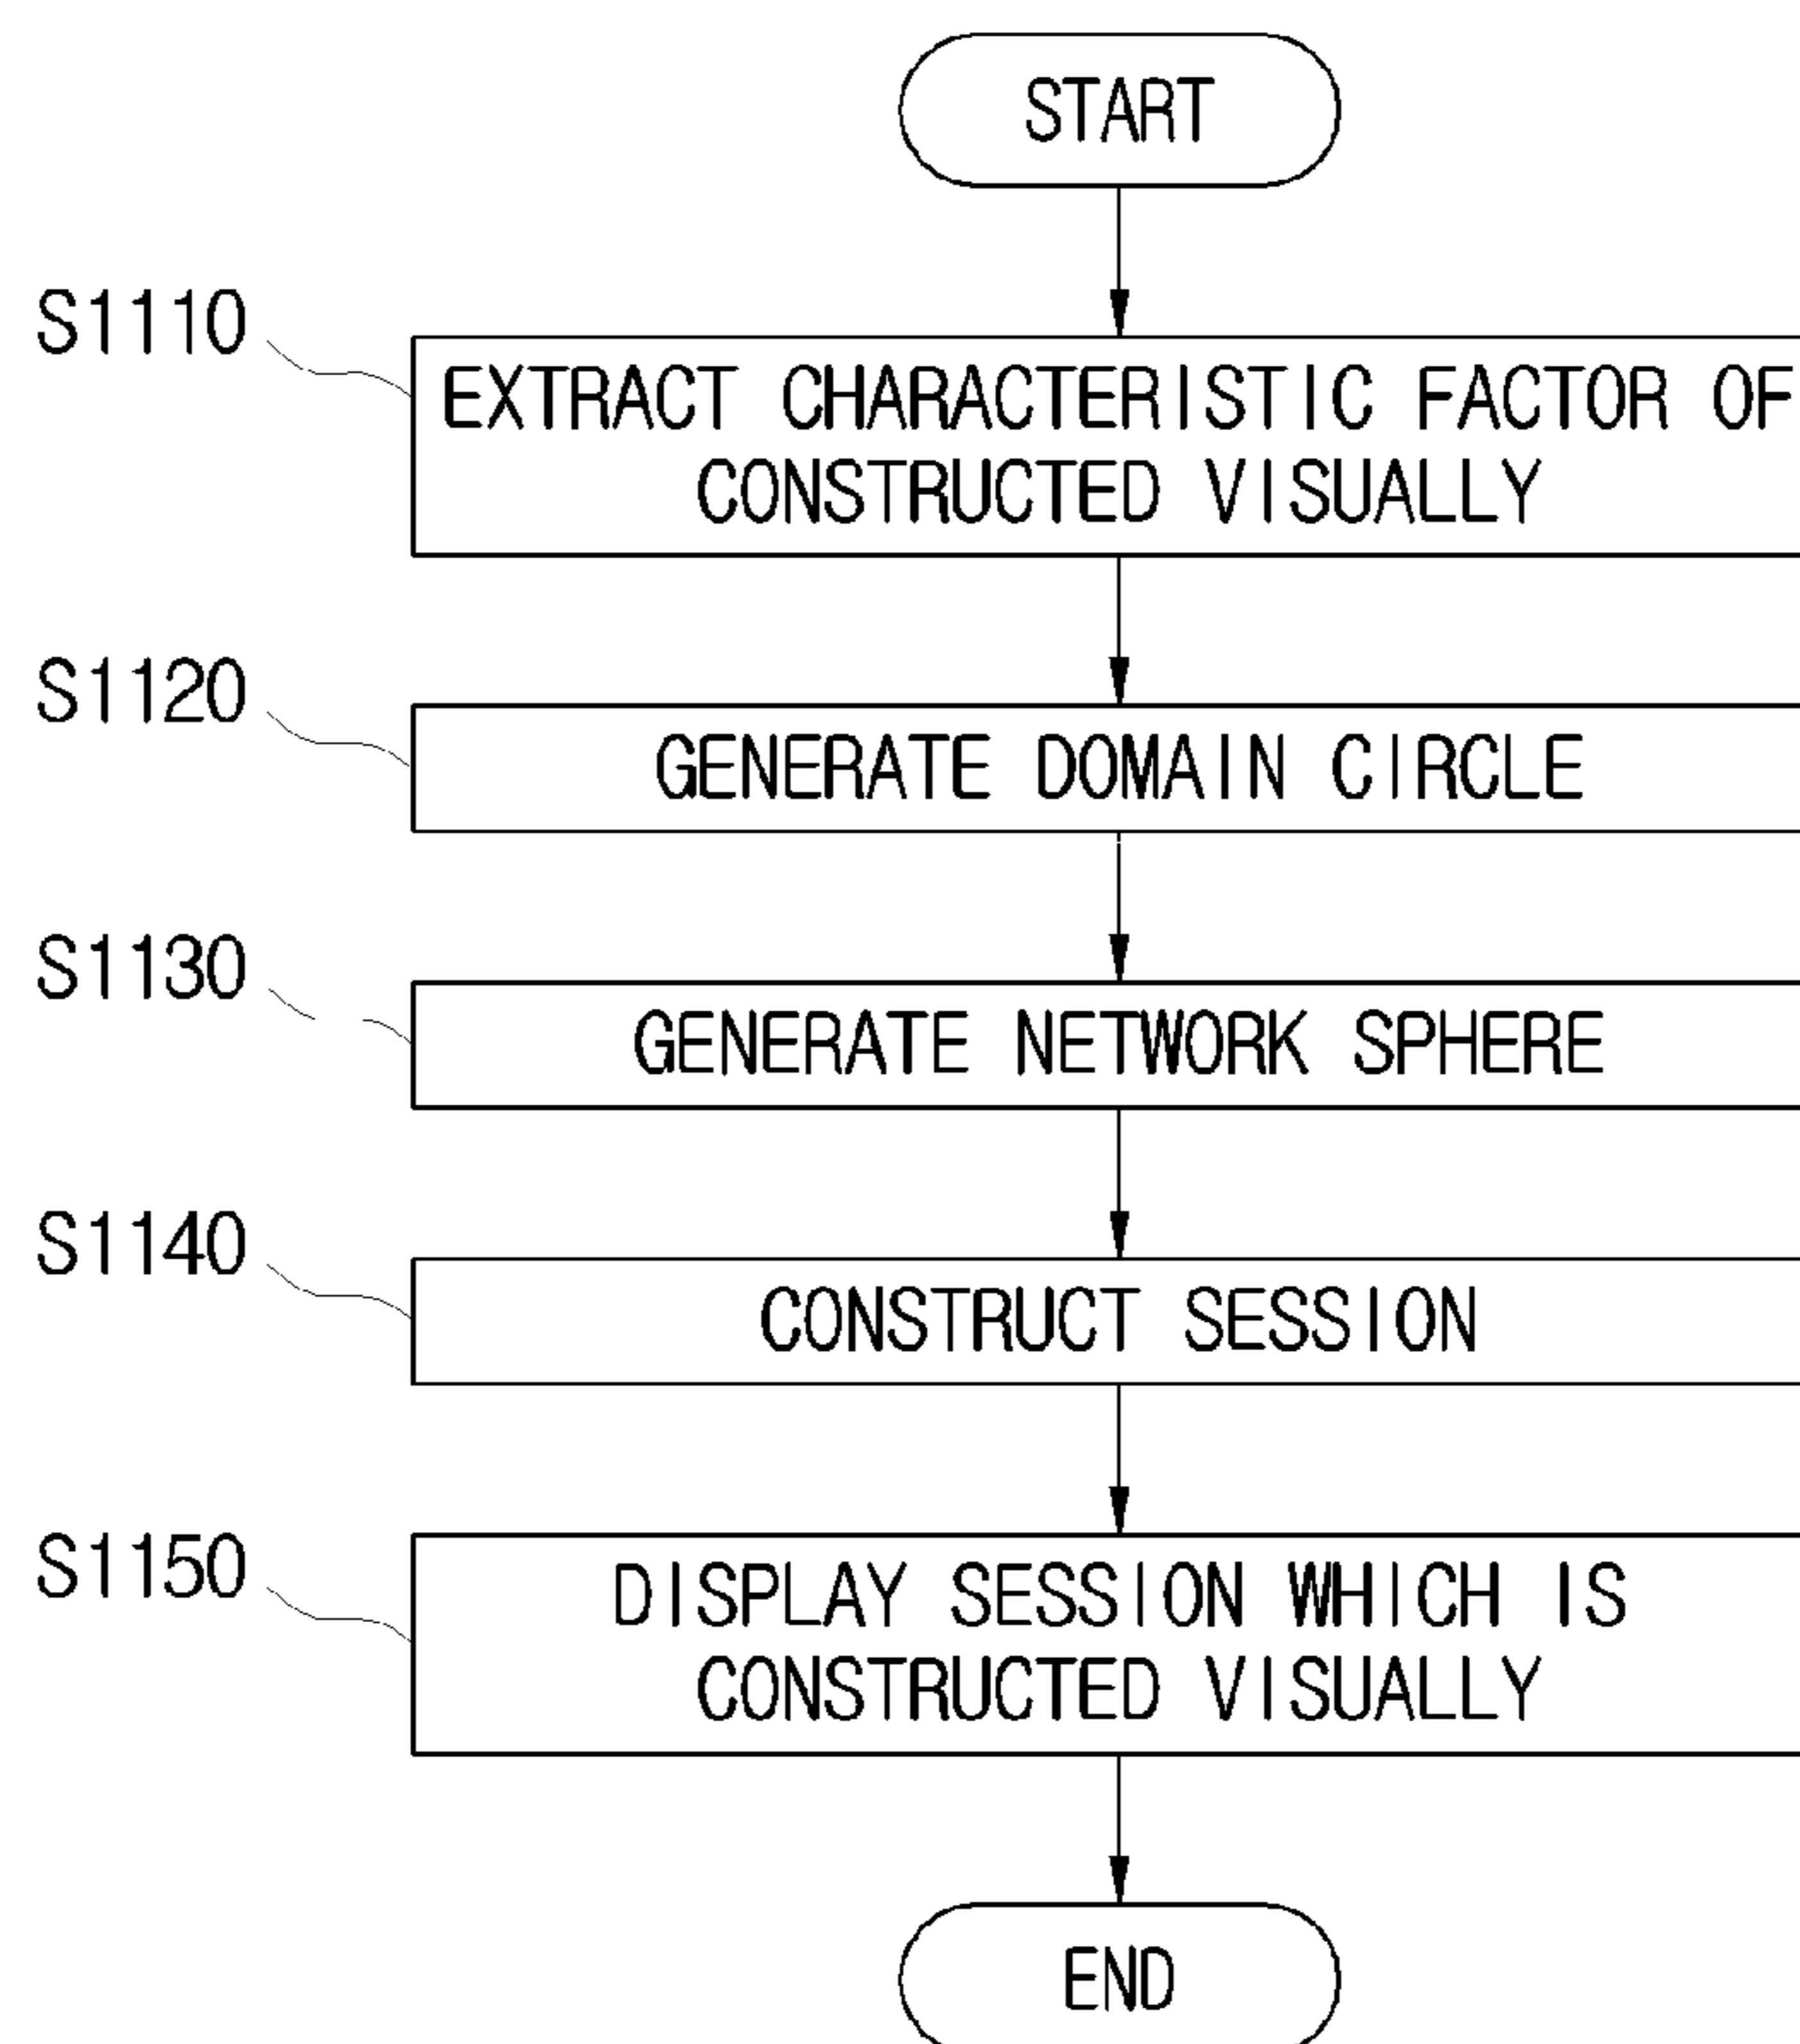 START
S1110
EXTRACT CHARACTERISTIC FACTOR OF
CONSTRUCTED VISUALLY
S1120
GENERATE DOMAIN CIRCLE
S1130
GENERATE NETWORK SPHERE
S1140
CONSTRUCT SESSION
S1150
DISPLAY SESSION WHICH IS
CONSTRUCTED VISUALLY
END